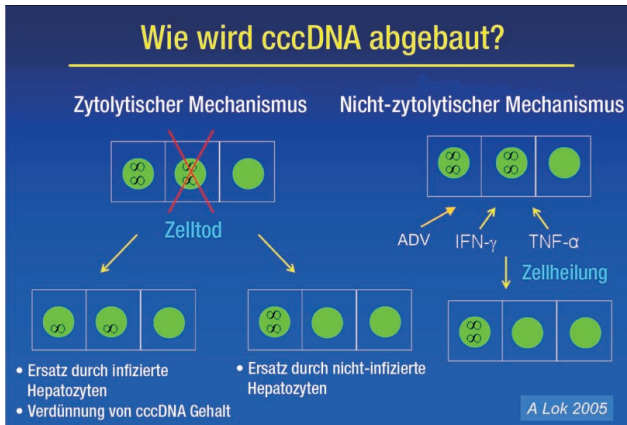 Wie wird cccDNA abgebaut?
Zytolytischer Mechanismus
Nicht-zytolytischer Mechanismus
Zelltod
ADV
IFN-γ
TNF-α
Zellheilung
• Ersatz durch infizierte
Hepatozyten
• Verdünnung von cccDNA Gehalt
• Ersatz durch nicht-infizierte
Hepatozyten
A Lok 2005